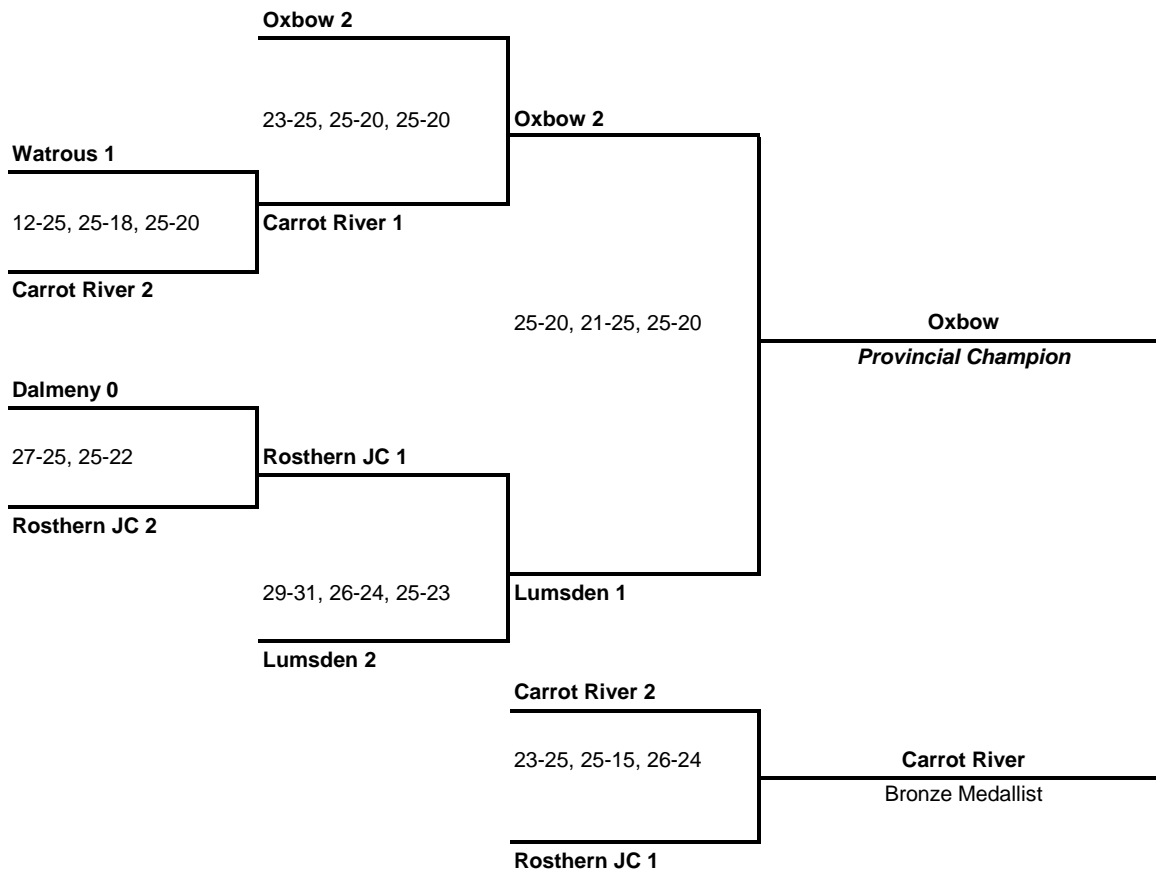 Oxbow 2
23-25, 25-20, 25-20
Oxbow 2
Watrous 1
12-25, 25-18, 25-20
Carrot River 1
Carrot River 2
25-20, 21-25, 25-20
Oxbow
Provincial Champion
Dalmeny 0
27-25, 25-22
Rosthern JC 1
Rosthern JC 2
29-31, 26-24, 25-23
Lumsden 1
Lumsden 2
Carrot River 2
23-25, 25-15, 26-24
Carrot River
Bronze Medallist
Rosthern JC 1